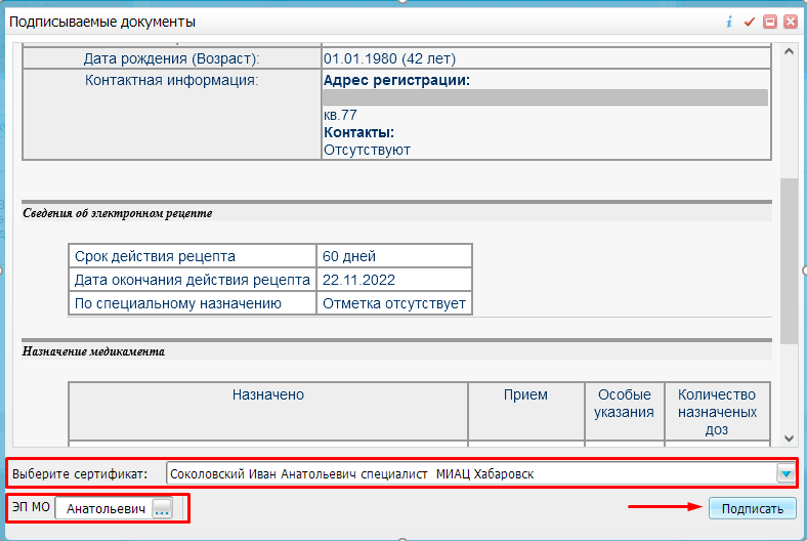 Подписываемые документы
Дата рождения (Возраст): 01.01.1980 (42 лет)
Контактная информация: Адрес регистрации:
кв.77
Контакты:
Отсутствуют
Сведения об электронном рецепте
Срок действия рецепта 60 дней
Дата окончания действия рецепта 22.11.2022
По специальному назначению Отметка отсутствует
Назначение медикамента
Назначено Прием Особые указания Количество назначеных доз
Выберите сертификат: Соколовский Иван Анатольевич специалист МИАЦ Хабаровск
ЭП МО Анатольевич ... Подписать